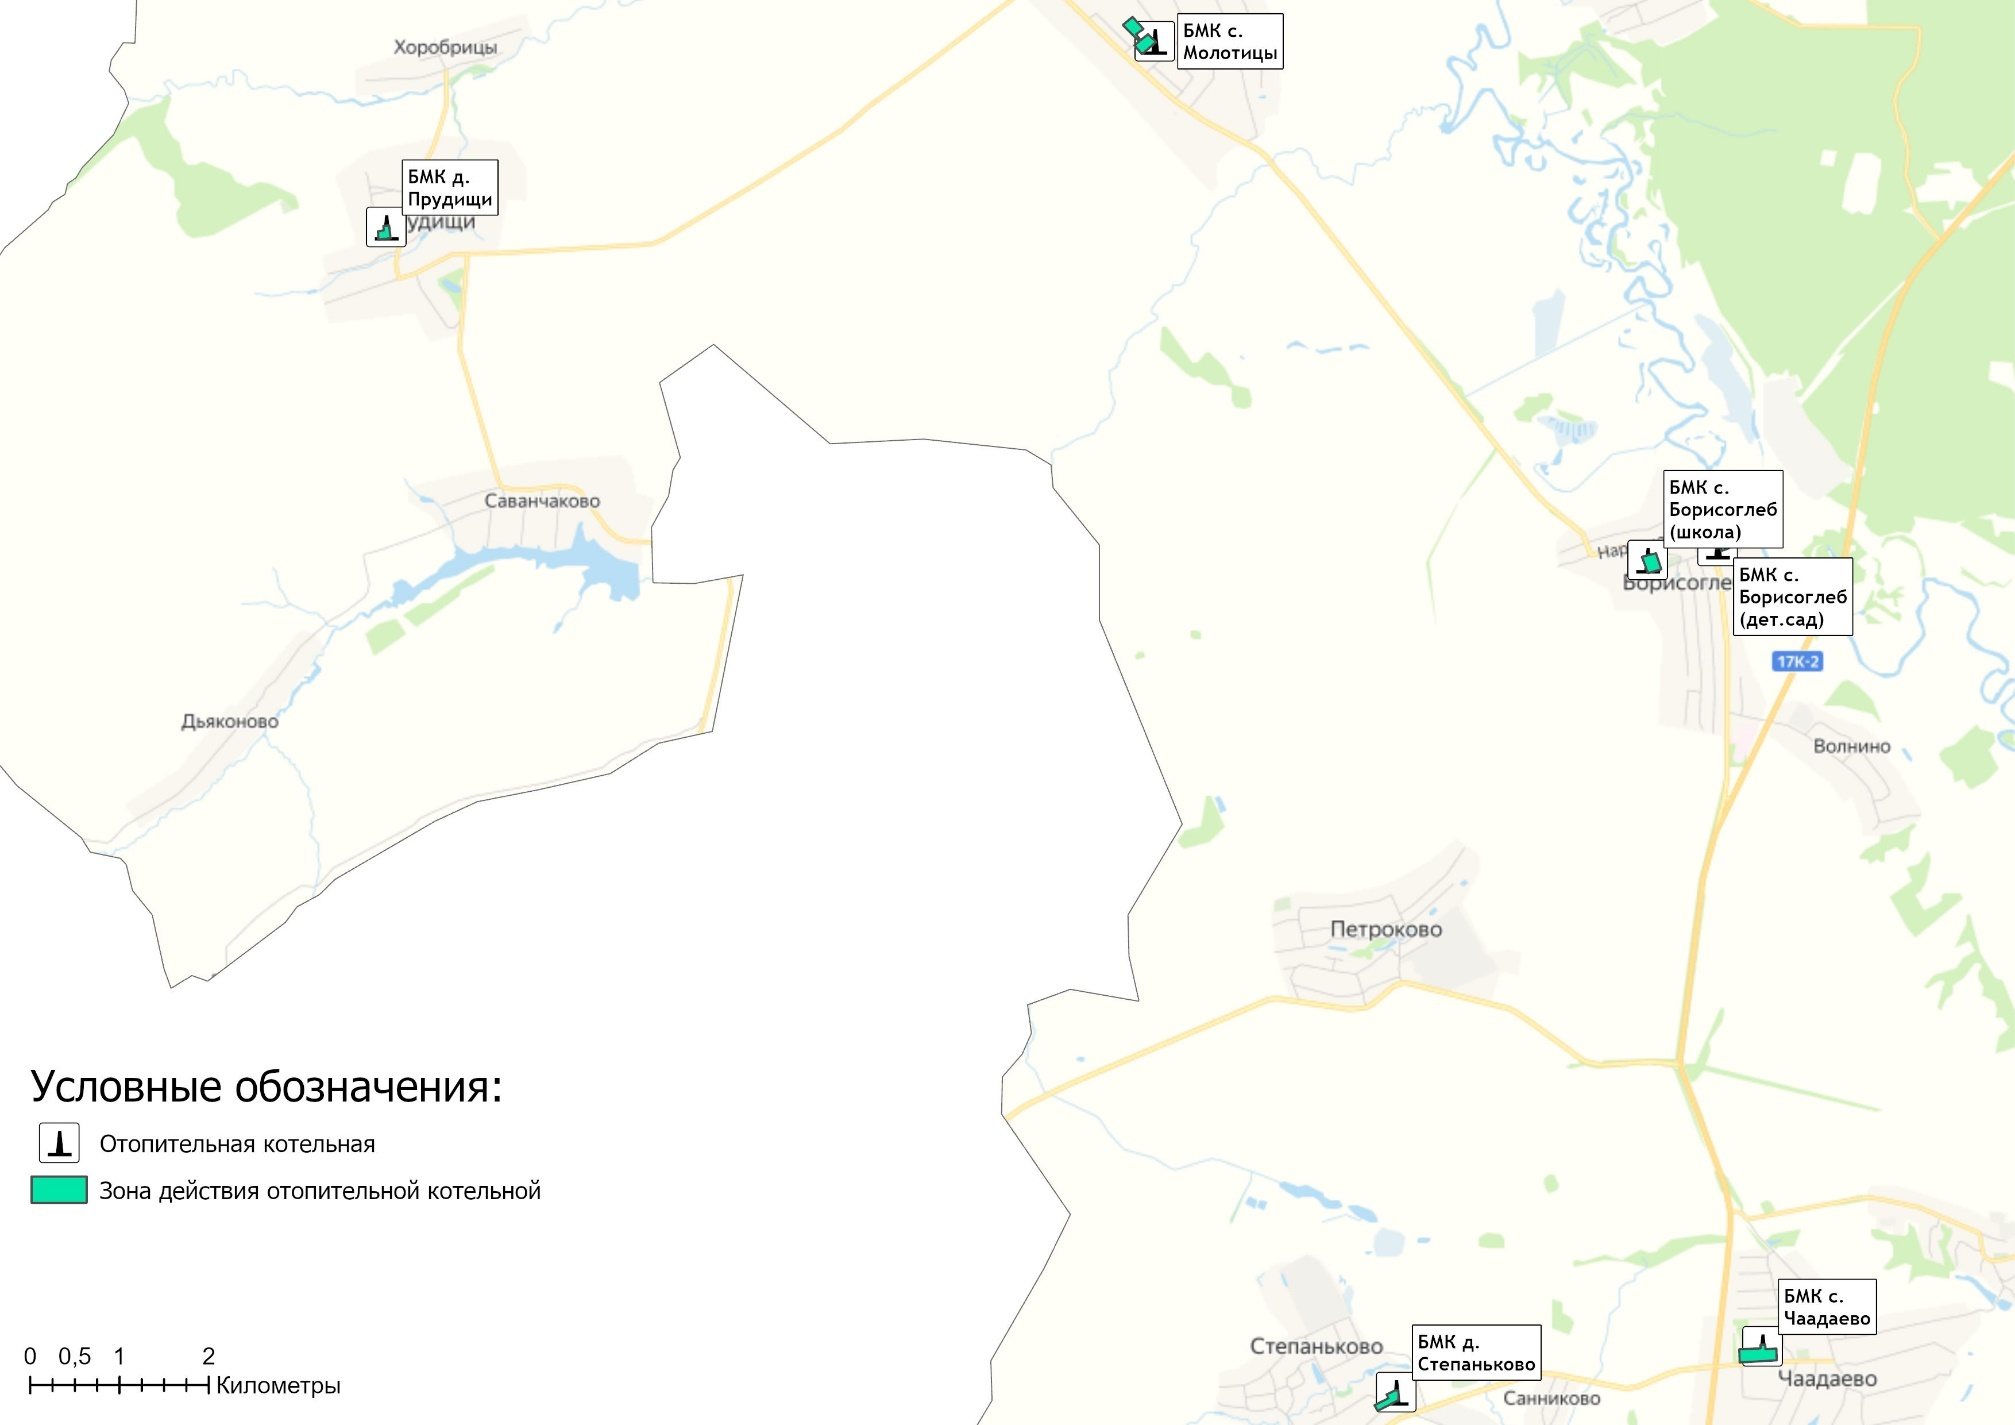 Хоробрицы
БМК с.
Молотицы
БМК д.
Прудищи
удищи
Саванчаково
БМК с.
Борисоглеб
(школа)
Нар
Борисогле
БМК с.
Борисоглеб
(дет.сад)
17К-2
Дьяконово
Волнино
Петроково
Условные обозначения:
Отопительная котельная
Зона действия отопительной котельной
БМК с.
Чаадаево
Степаньково
БМК д.
Степаньково
Чаадаево
Санниково
0 0,5 1 2
Километры